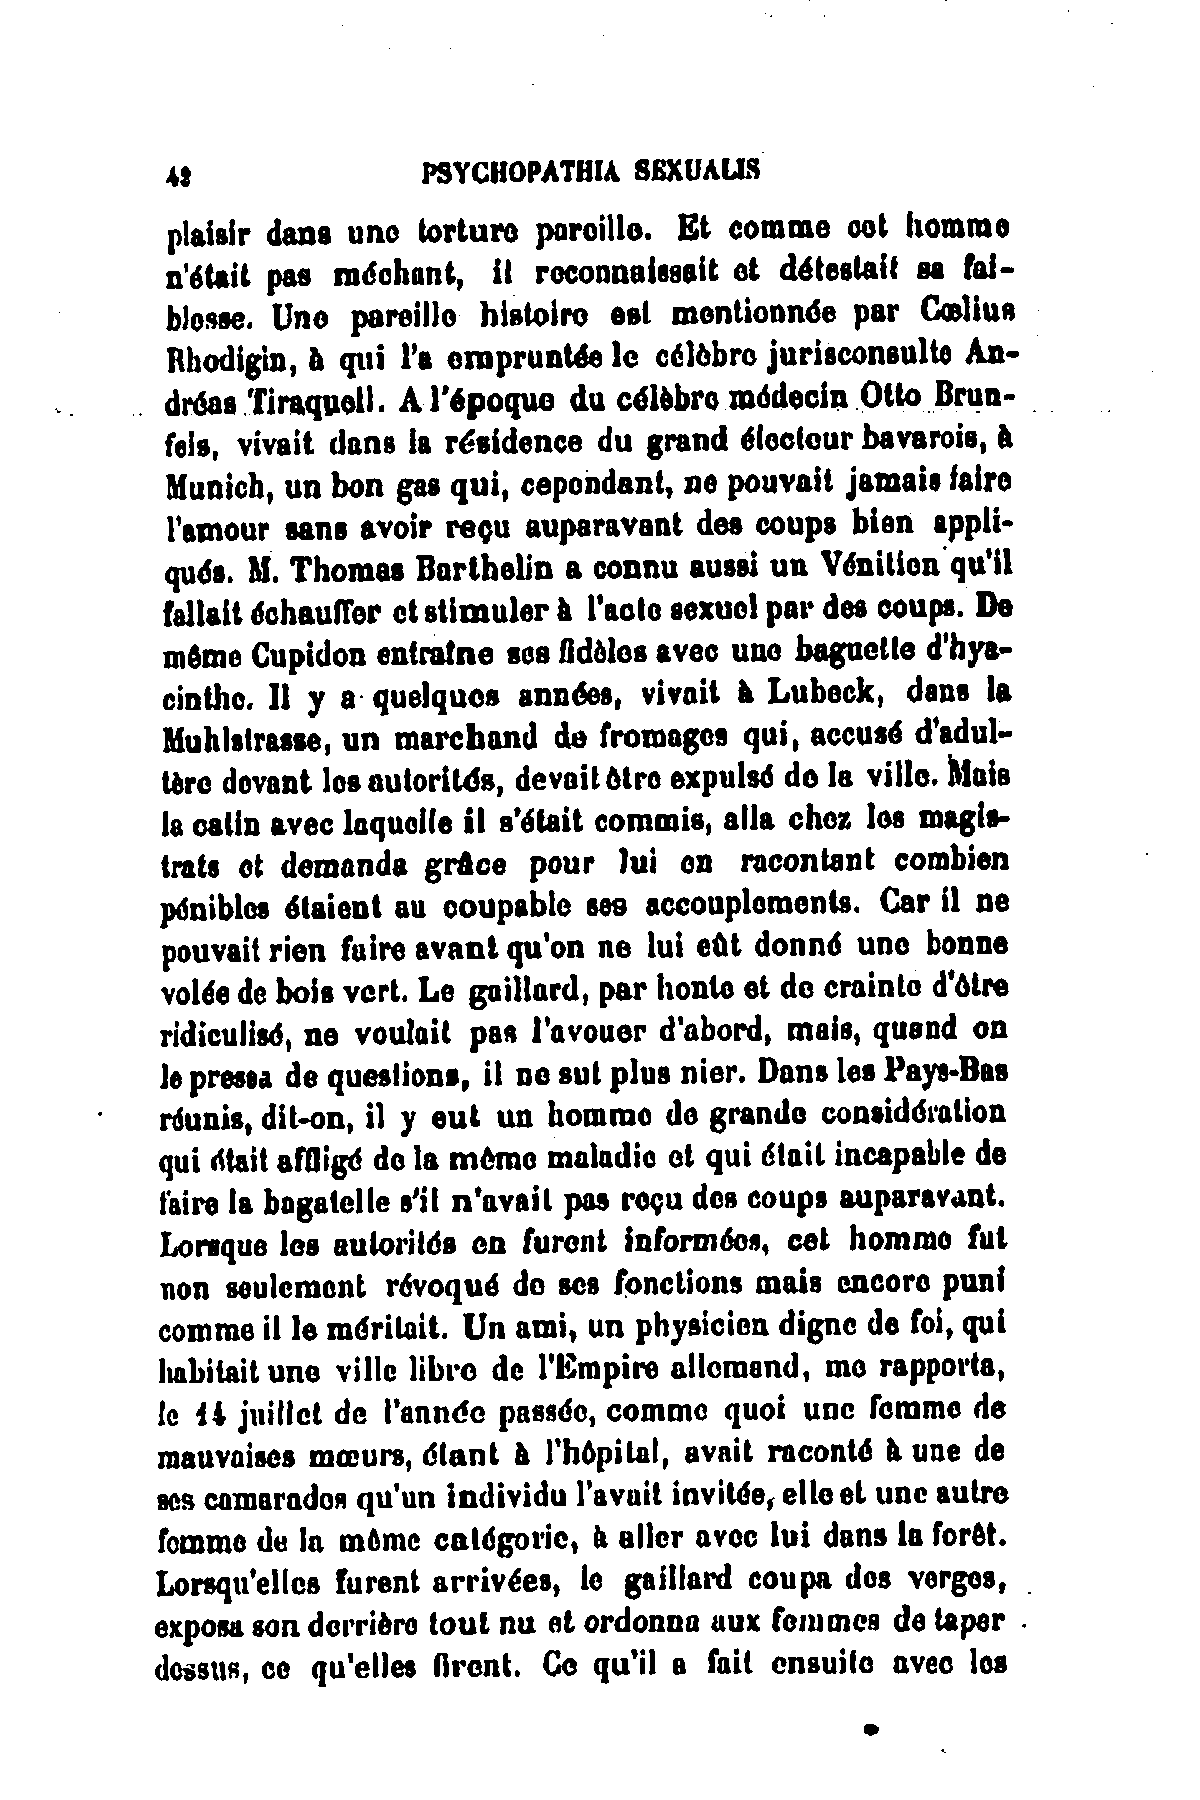 42 PSYCHOPATHIA SEXUALIS
plaisir dans une torture pareille. Et comme cet homme
n'était pas méchant, il reconnaissait et détestait sa fai-
blesse. Une pareille histoire est mentionnée par Cœlius
Rhodigin, à qui l'a empruntée le célèbre jurisconsulte An-
dréas Tiraquell. A l'époque du célèbre médecin Otto Brun-
fels, vivait dans la résidence du grand électeur bavarois, à
Munich, un bon gas qui, cependant, ne pouvait jamais faire
l'amour sans avoir reçu auparavant des coups bien appli-
qués. M. Thomas Barthelin a connu aussi un Vénitien qu'il
fallait échauffer et stimuler à l'acte sexuel par des coups. De
même Cupidon entraîne ses fidèles avec une baguette d'hya-
cinthe. Il y a quelques années, vivait à Lubeck, dans la
Muhlstrasse, un marchand de fromages qui, accusé d'adul-
tère devant les autorités, devait être expulsé de la ville. Mais
la catin avec laquelle il s'était commis, alla chez les magis-
trats et demanda grâce pour lui en racontant combien
pénibles étaient au coupable ses accouplements. Car il ne
pouvait rien faire avant qu'on ne lui eût donné une bonne
volée de bois vert. Le gaillard, par honte et de crainte d'être
ridiculisé, ne voulait pas l'avouer d'abord, mais, quand on
le pressa de questions, il ne sut plus nier. Dans les Pays-Bas
réunis, dit-on, il y eut un homme de grande considération
qui était affligé de la même maladie et qui était incapable de
faire la bagatelle s'il n'avait pas reçu des coups auparavant.
Lorsque les autorités en furent informées, cet homme fut
non seulement révoqué de ses fonctions mais encore puni
comme il le méritait. Un ami, un physicien digne de foi, qui
habitait une ville libre de l'Empire allemand, me rapporta,
le 14 juillet de l'année passée, comme quoi une femme de
mauvaises mœurs, étant à l'hôpital, avait raconté à une de
ses camarades qu'un individu l'avait invitée, elle et une autre
femme de la même catégorie, à aller avec lui dans la forêt.
Lorsqu'elles furent arrivées, le gaillard coupa des verges,
exposa son derrière tout nu et ordonna aux femmes de taper
dessus, ce qu'elles firent. Ce qu'il a fait ensuite avec les